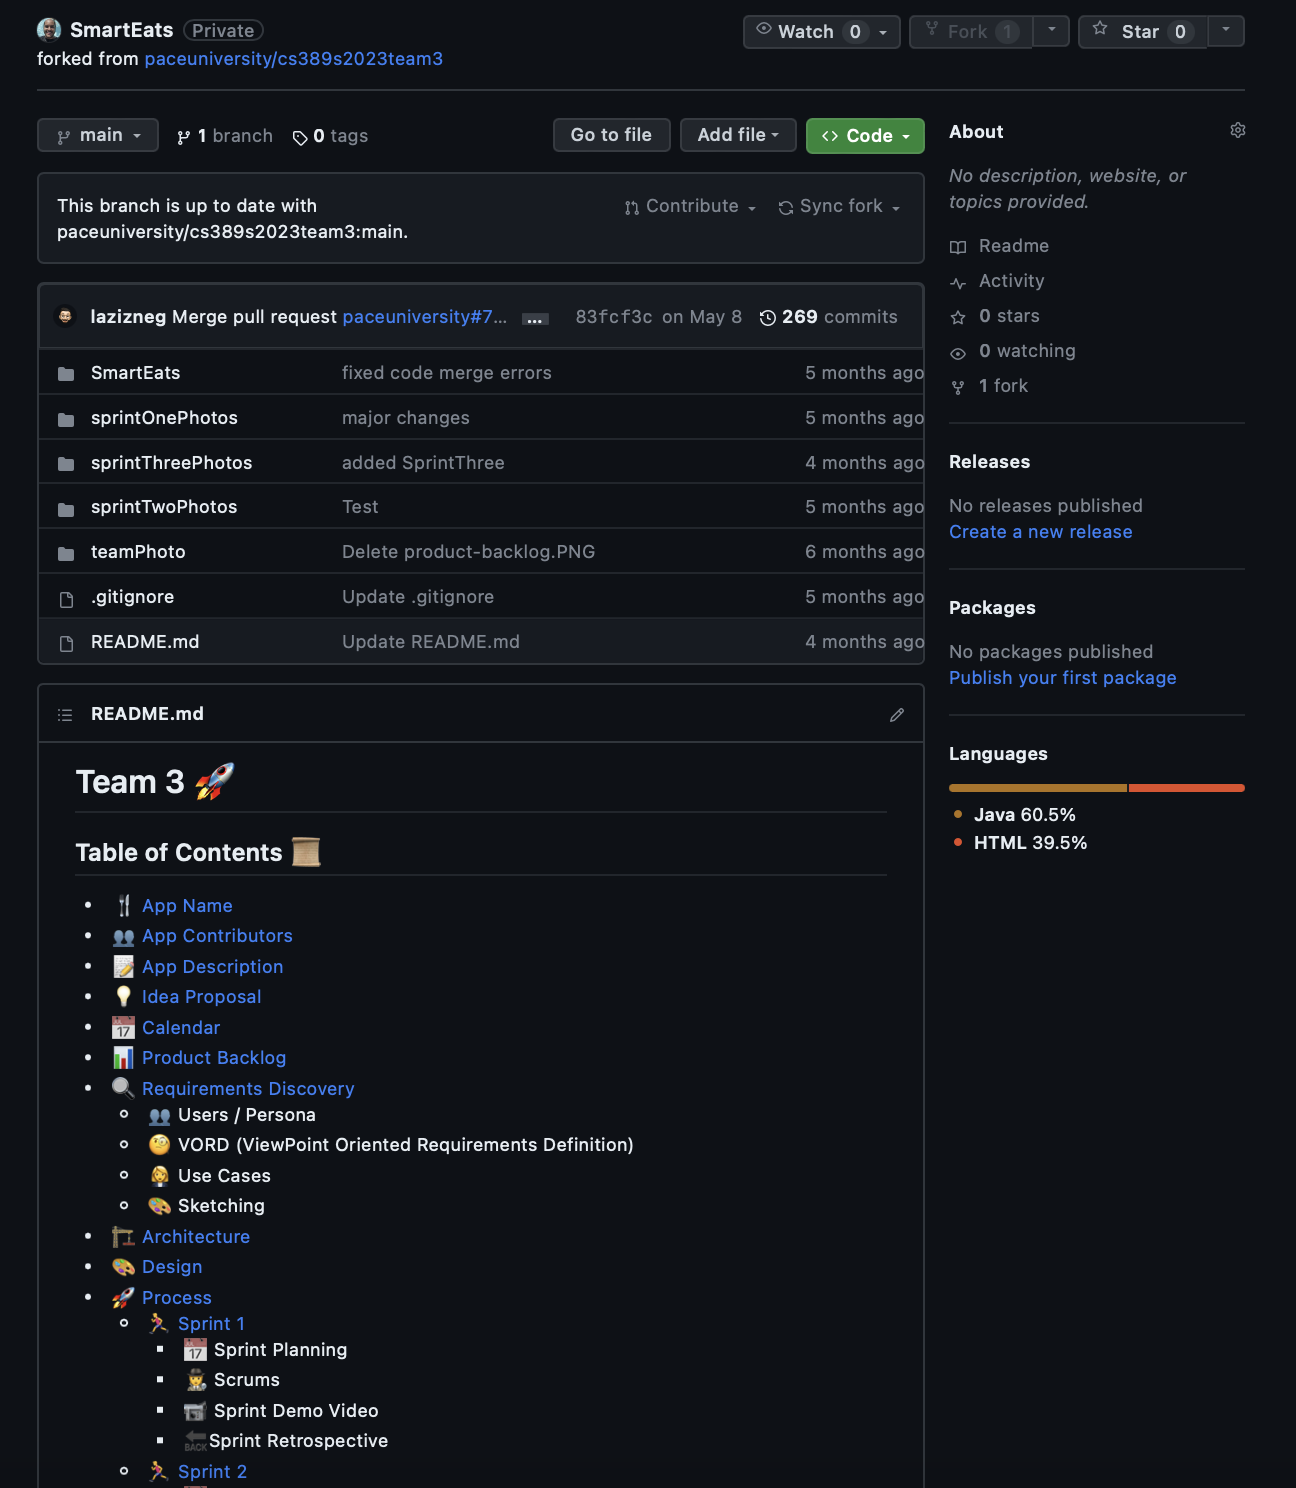 SmartEats Private
Watch 0
Fork 1
Star 0
forked from paceuniversity/cs389s2023team3
main
1 branch
0 tags
Go to file
Add file
Code
This branch is up to date with
paceuniversity/cs389s2023team3:main.
Contribute
Sync fork
lazizneg Merge pull request paceuniversity#7... ... 83fcf3c on May 8 269 commits
SmartEats fixed code merge errors 5 months ago
sprintOnePhotos major changes 5 months ago
sprintThreePhotos added SprintThree 4 months ago
sprintTwoPhotos Test 5 months ago
teamPhoto Delete product-backlog.PNG 6 months ago
.gitignore Update .gitignore 5 months ago
README.md Update README.md 4 months ago
README.md
Team 3 🚀
Table of Contents 📜
🍴 App Name
👥 App Contributors
📝 App Description
💡 Idea Proposal
📅 Calendar
📊 Product Backlog
🔍 Requirements Discovery
👥 Users / Persona
🧐 VORD (ViewPoint Oriented Requirements Definition)
Use Cases
🎨 Sketching
🏗 Architecture
🎨 Design
🚀 Process
Sprint 1
📅 Sprint Planning
Scrums
Sprint Demo Video
🔙 Sprint Retrospective
Sprint 2
About
No description, website, or
topics provided.
Readme
Activity
0 stars
0 watching
1 fork
Releases
No releases published
Create a new release
Packages
No packages published
Publish your first package
Languages
Java 60.5%
HTML 39.5%